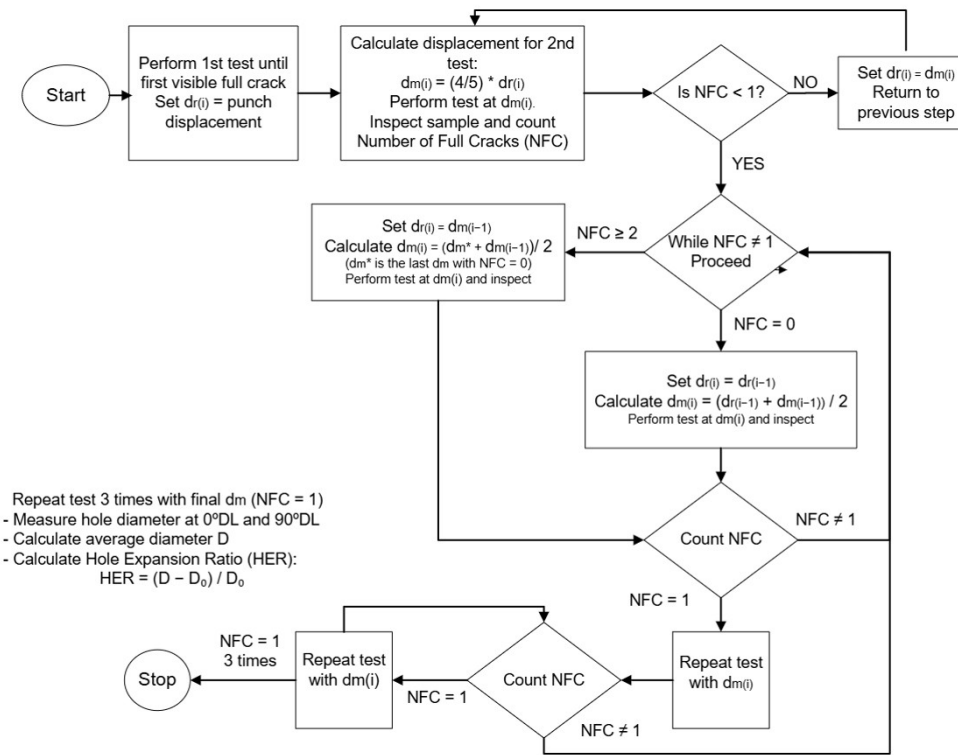 Start
Perform 1st test until
first visible full crack
Set dr(i) = punch
displacement
Calculate displacement for 2nd
test:
dm(i) = (4/5) * dr(i)
Perform test at dm(i).
Inspect sample and count
Number of Full Cracks (NFC)
Is NFC < 1?
NO
Set dr(i) = dm(i)
Return to
previous step
YES
While NFC ≠ 1
Proceed
NFC ≥ 2
Set dr(i) = dm(i−1)
Calculate dm(i) = (dm* + dm(i−1))/ 2
(dm* is the last dm with NFC = 0)
Perform test at dm(i) and inspect
NFC = 0
Set dr(i) = dr(i−1)
Calculate dm(i) = (dr(i−1) + dm(i−1)) / 2
Perform test at dm(i) and inspect
Count NFC
NFC ≠ 1
NFC = 1
Repeat test
with dm(i)
Count NFC
NFC ≠ 1
NFC = 1
Repeat test
with dm(i)
NFC = 1
3 times
Stop
Repeat test 3 times with final dm (NFC = 1)
- Measure hole diameter at 0ºDL and 90ºDL
- Calculate average diameter D
- Calculate Hole Expansion Ratio (HER):
HER = (D − D₀) / D₀